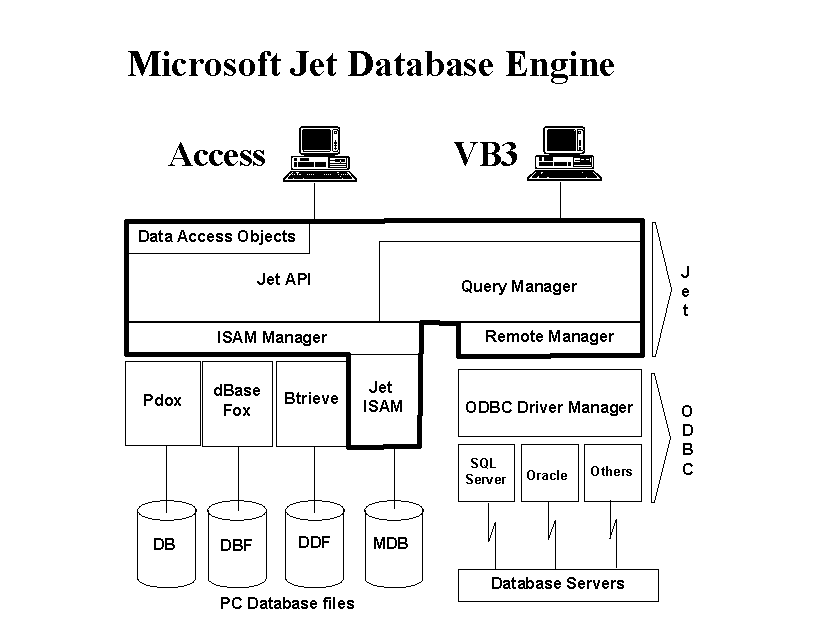 Microsoft Jet Database Engine
Access
VB3
Data Access Objects
Jet API
Query Manager
ISAM Manager
Remote Manager
J
e
t
Pdox
dBase
Fox
Btrieve
Jet
ISAM
ODBC Driver Manager
O
D
B
C
SQL
Server
Oracle
Others
DB
DBF
DDF
MDB
Database Servers
PC Database files